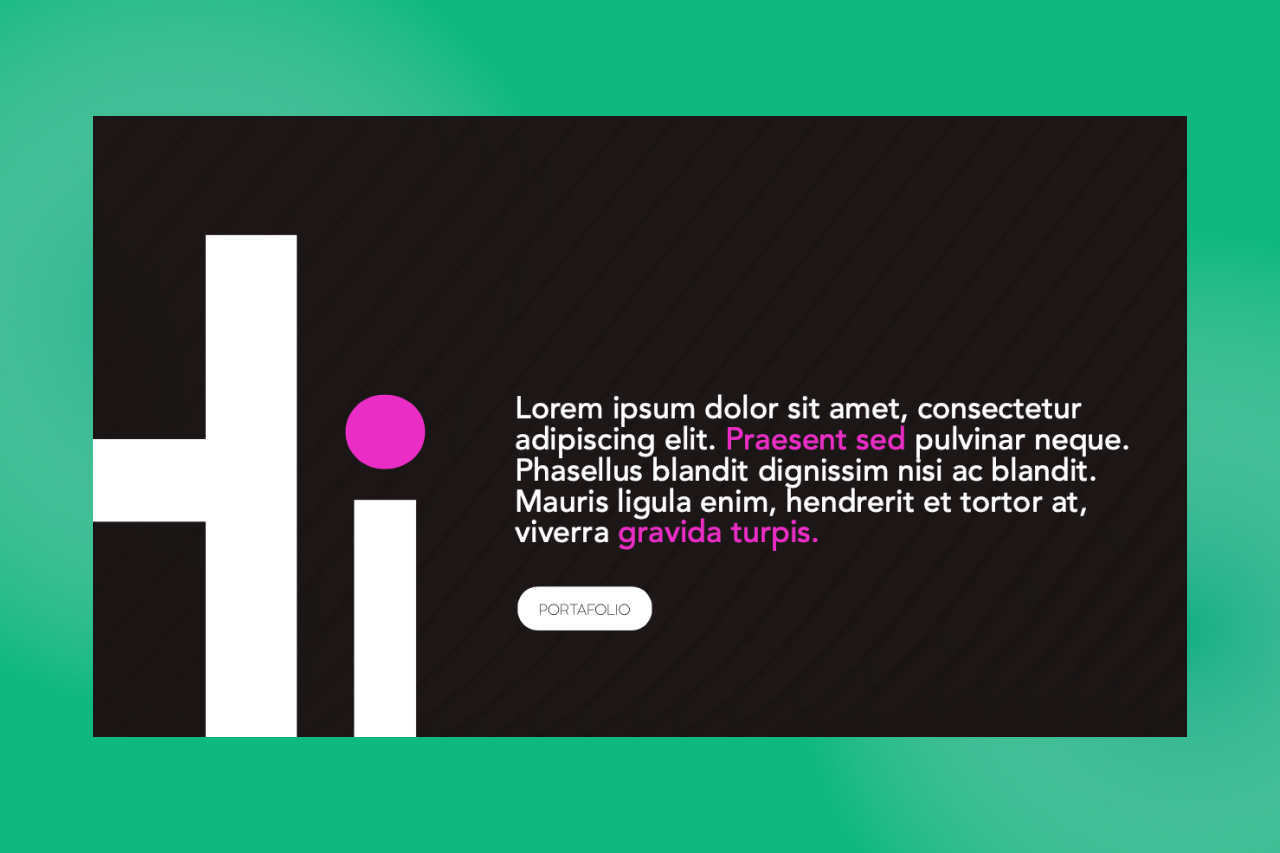 Hi
Lorem ipsum dolor sit amet, consectetur
adipiscing elit. Praesent sed pulvinar neque.
Phasellus blandit dignissim nisi ac blandit.
Mauris ligula enim, hendrerit et tortor at,
viverra gravida turpis.
PORTAFOLIO